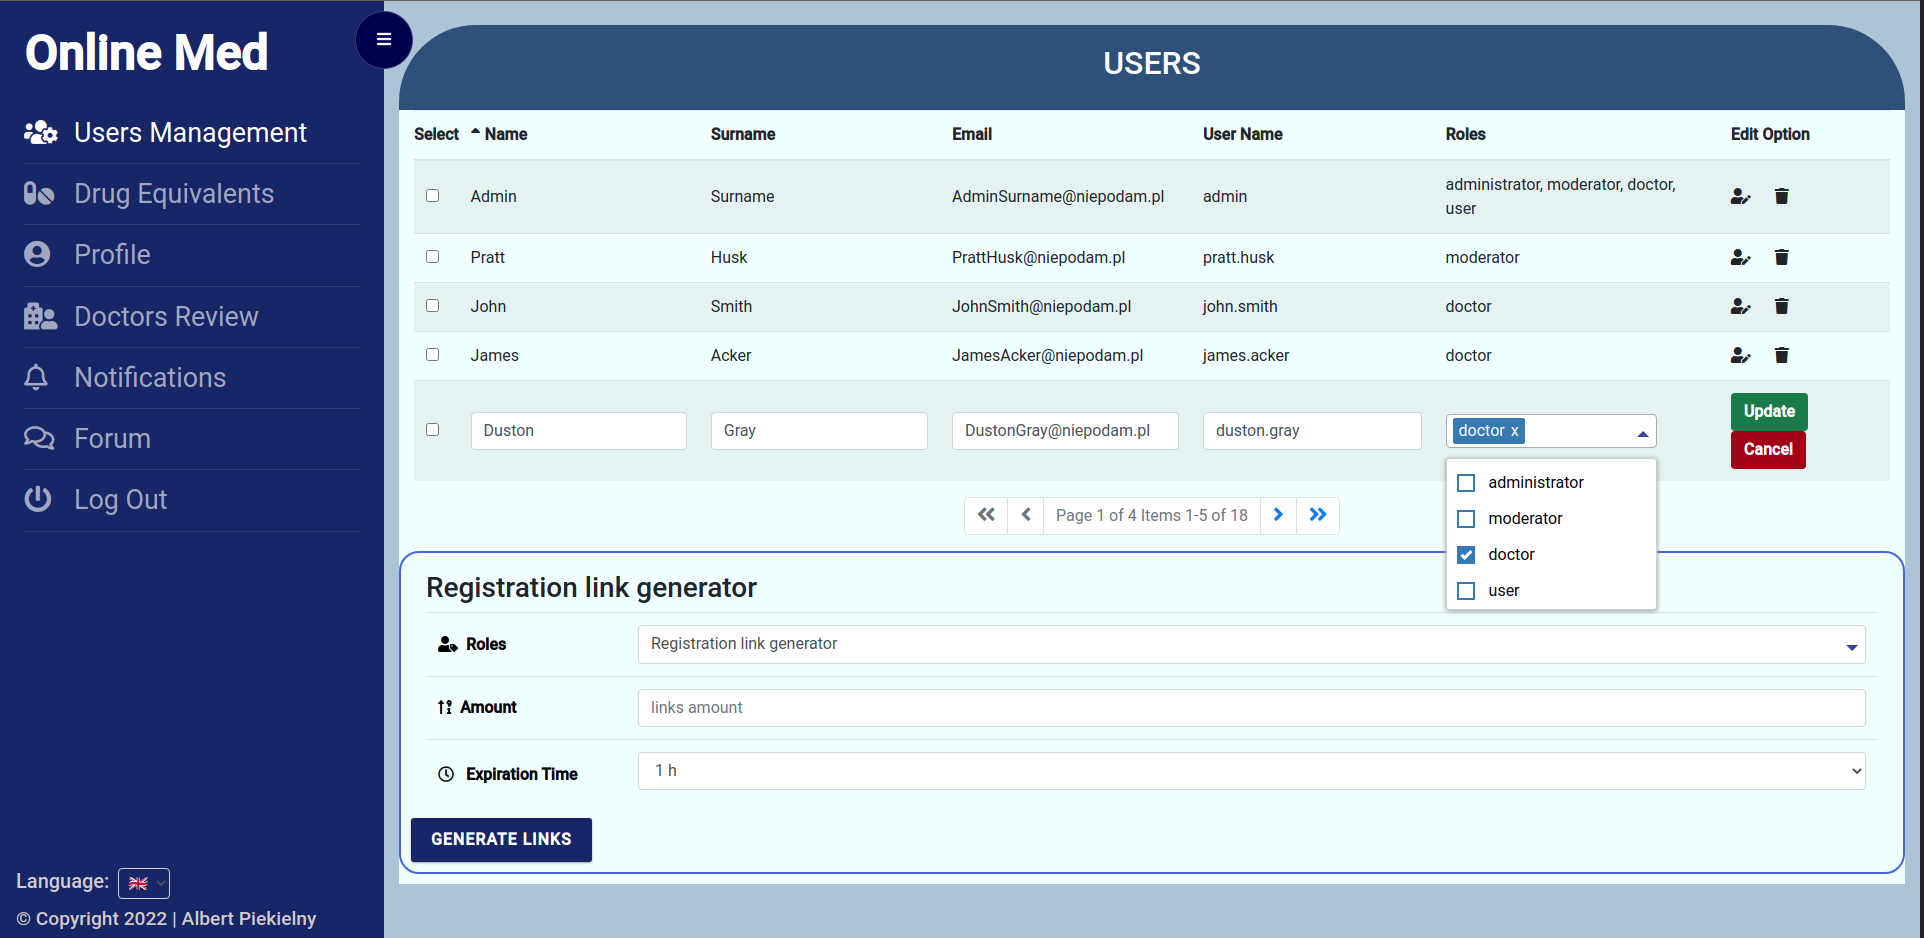 Online Med
Users Management
Drug Equivalents
Profile
Doctors Review
Notifications
Forum
Log Out
Language:
© Copyright 2022 | Albert Piekielny
USERS
Select Name Surname Email User Name Roles Edit Option
Admin Surname AdminSurname@niepodam.pl admin administrator, moderator, doctor,
user
Pratt Husk PrattHusk@niepodam.pl pratt.husk moderator
John Smith JohnSmith@niepodam.pl john.smith doctor
James Acker JamesAcker@niepodam.pl james.acker doctor
Duston Gray DustonGray@niepodam.pl duston.gray doctor x Update
Cancel
administrator
moderator
doctor
user
Page 1 of 4 Items 1-5 of 18
Registration link generator
Roles Registration link generator
Amount links amount
Expiration Time 1 h
GENERATE LINKS